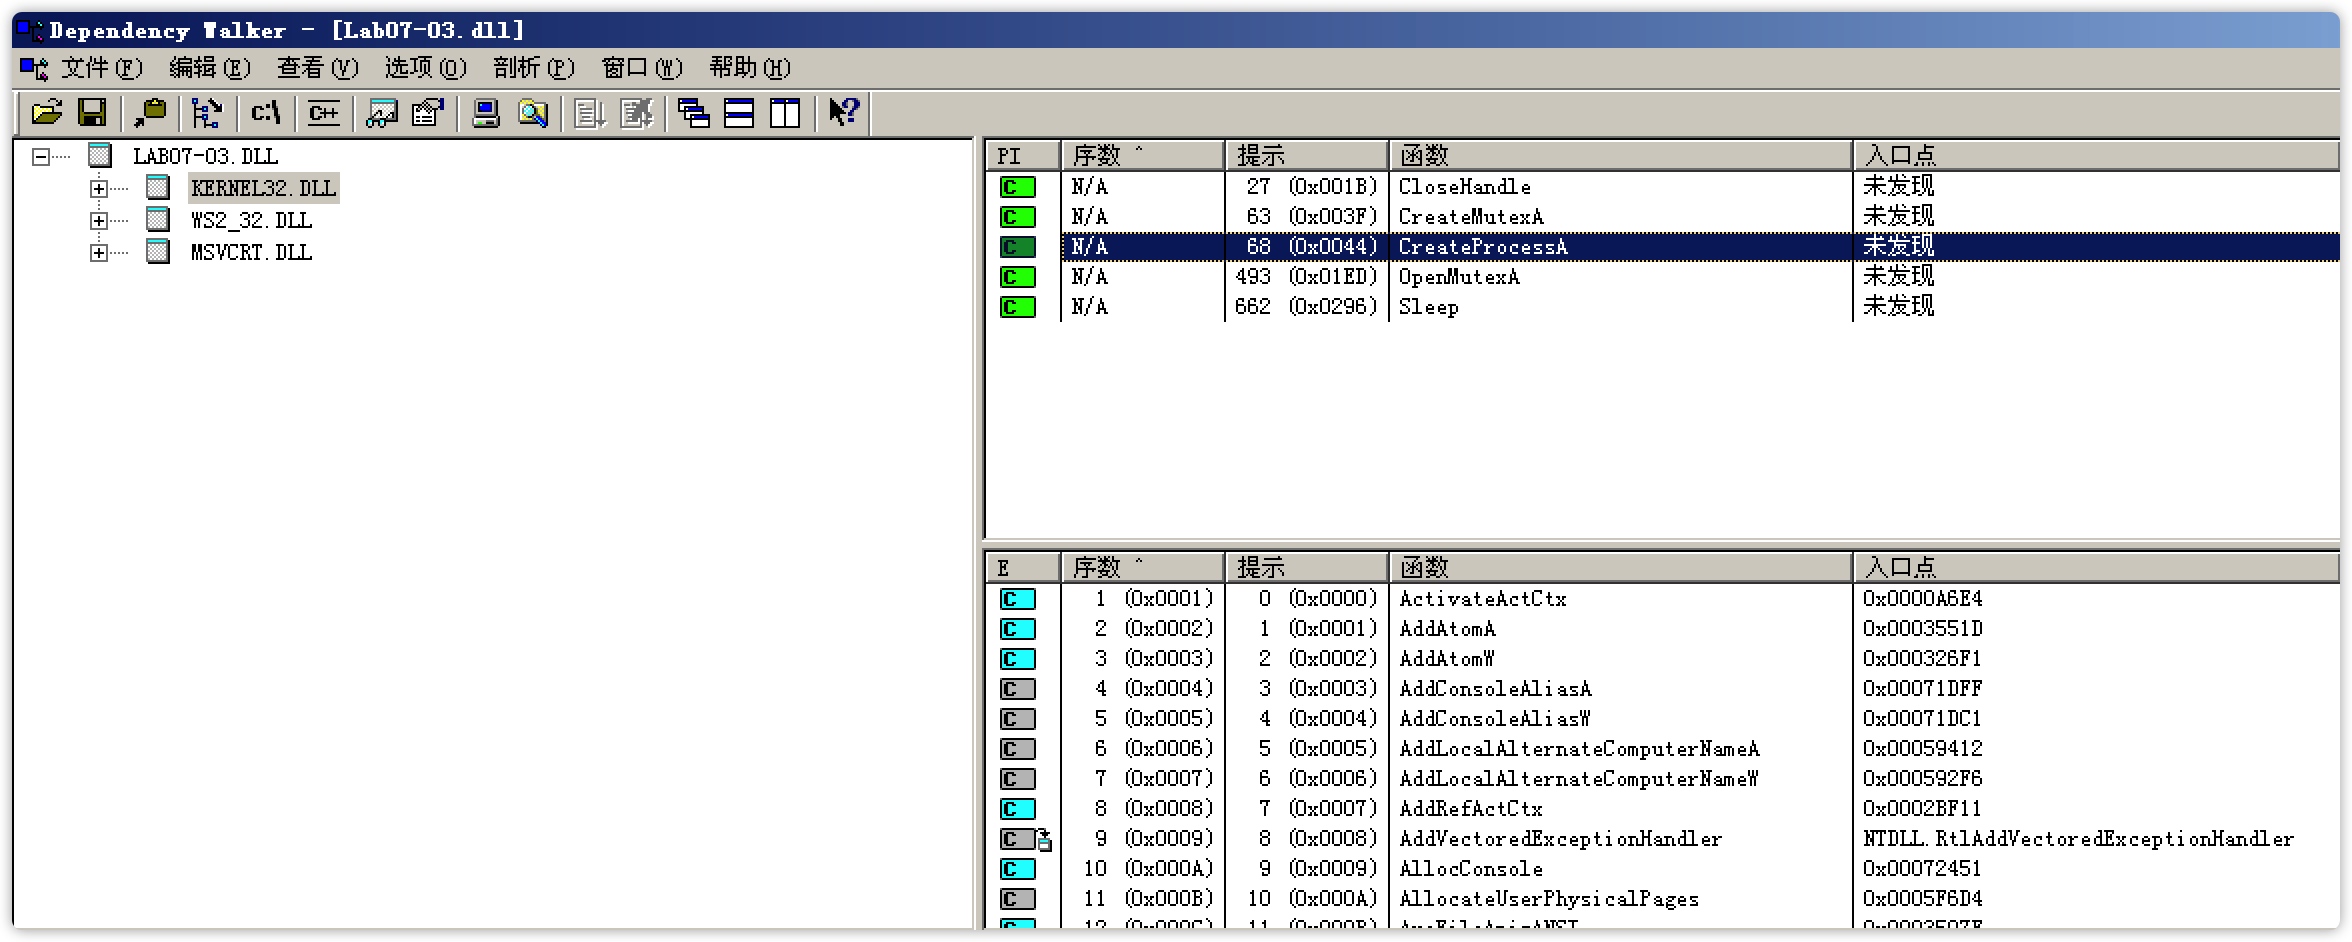 Dependency Walker - [Lab07-03.dll]
文件(F) 编辑(E) 查看(V) 选项(O) 剖析(P) 窗口(W) 帮助(H)
C:\ C++
LAB07-03.DLL
KERNEL32.DLL
WS2_32.DLL
MSVCRT.DLL
PI 序数 ^ 提示 函数 入口点
C N/A 27 (0x001B) CloseHandle 未发现
C N/A 63 (0x003F) CreateMutexA 未发现
C N/A 68 (0x0044) CreateProcessA 未发现
C N/A 493 (0x01ED) OpenMutexA 未发现
C N/A 662 (0x0296) Sleep 未发现
E 序数 ^ 提示 函数 入口点
C 1 (0x0001) 0 (0x0000) ActivateActCtx 0x0000A6E4
C 2 (0x0002) 1 (0x0001) AddAtomA 0x0003551D
C 3 (0x0003) 2 (0x0002) AddAtomW 0x000326F1
C 4 (0x0004) 3 (0x0003) AddConsoleAliasA 0x00071DFF
C 5 (0x0005) 4 (0x0004) AddConsoleAliasW 0x00071DC1
C 6 (0x0006) 5 (0x0005) AddLocalAlternateComputerNameA 0x00059412
C 7 (0x0007) 6 (0x0006) AddLocalAlternateComputerNameW 0x000592F6
C 8 (0x0008) 7 (0x0007) AddRefActCtx 0x0002BF11
C 9 (0x0009) 8 (0x0008) AddVectoredExceptionHandler NTDLL.RtlAddVectoredExceptionHandler
C 10 (0x000A) 9 (0x0009) AllocConsole 0x00072451
C 11 (0x000B) 10 (0x000A) AllocateUserPhysicalPages 0x0005F6D4